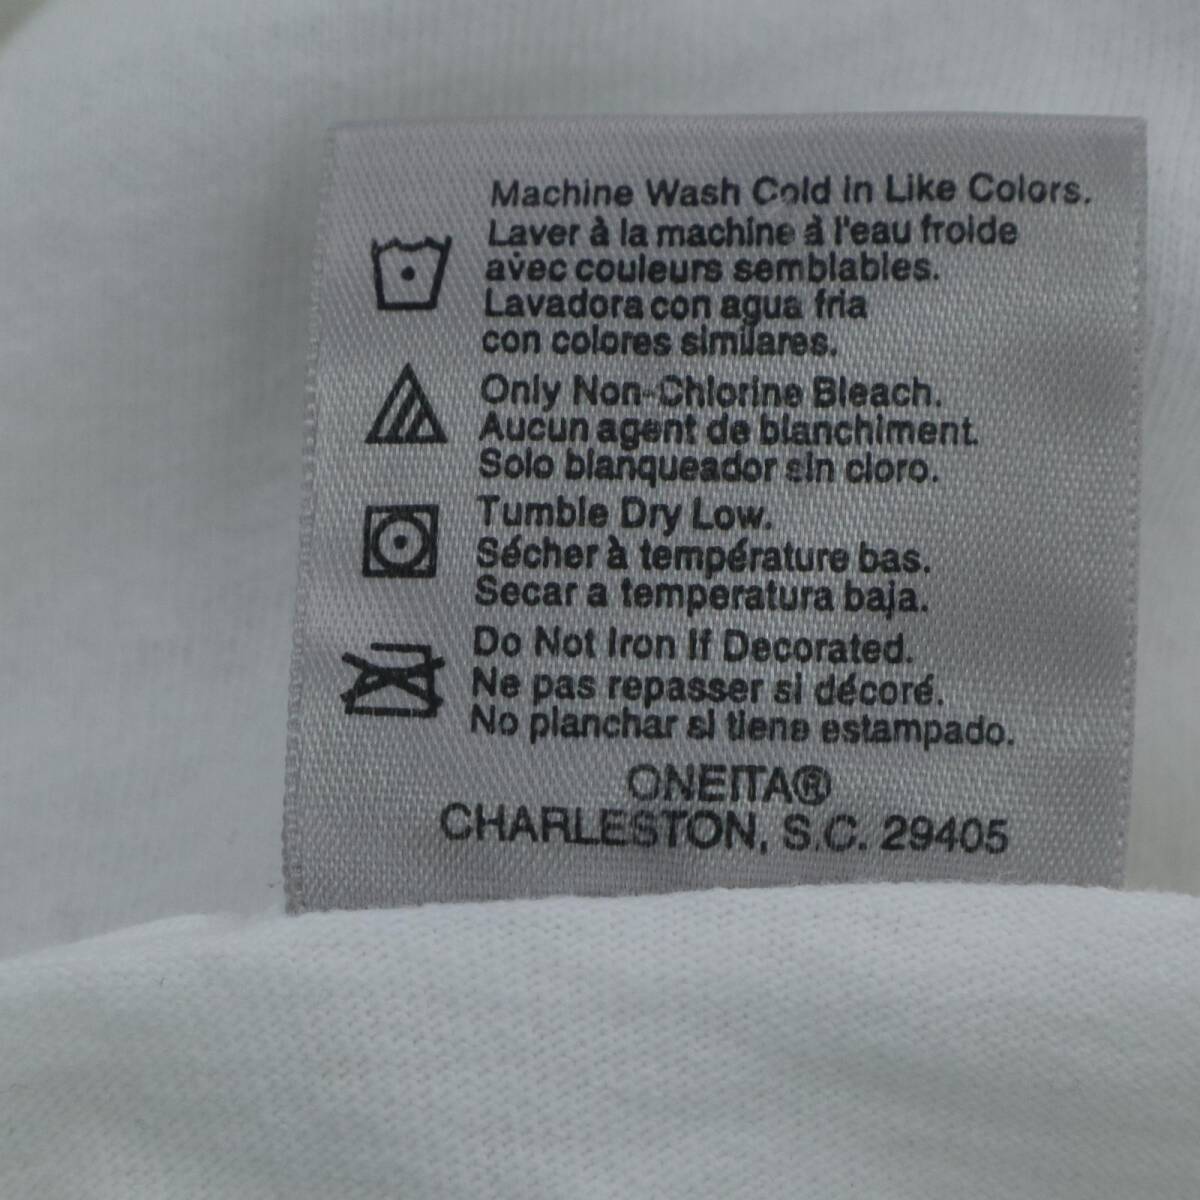 Machine Wash Cold in Like Colors.
Laver à la machine à l'eau froide
avec couleurs semblables.
Lavadora con agua fria
con colores similares.
Only Non-Chlorine Bleach.
Aucun agent de blanchiment.
Solo blanqueador sin cloro.
Tumble Dry Low.
Sécher à température bas.
Secar a temperatura baja.
Do Not Iron If Decorated.
Ne pas repasser si décoré.
No planchar si tiene estampado.
ONEITA®
CHARLESTON, S.C. 29405